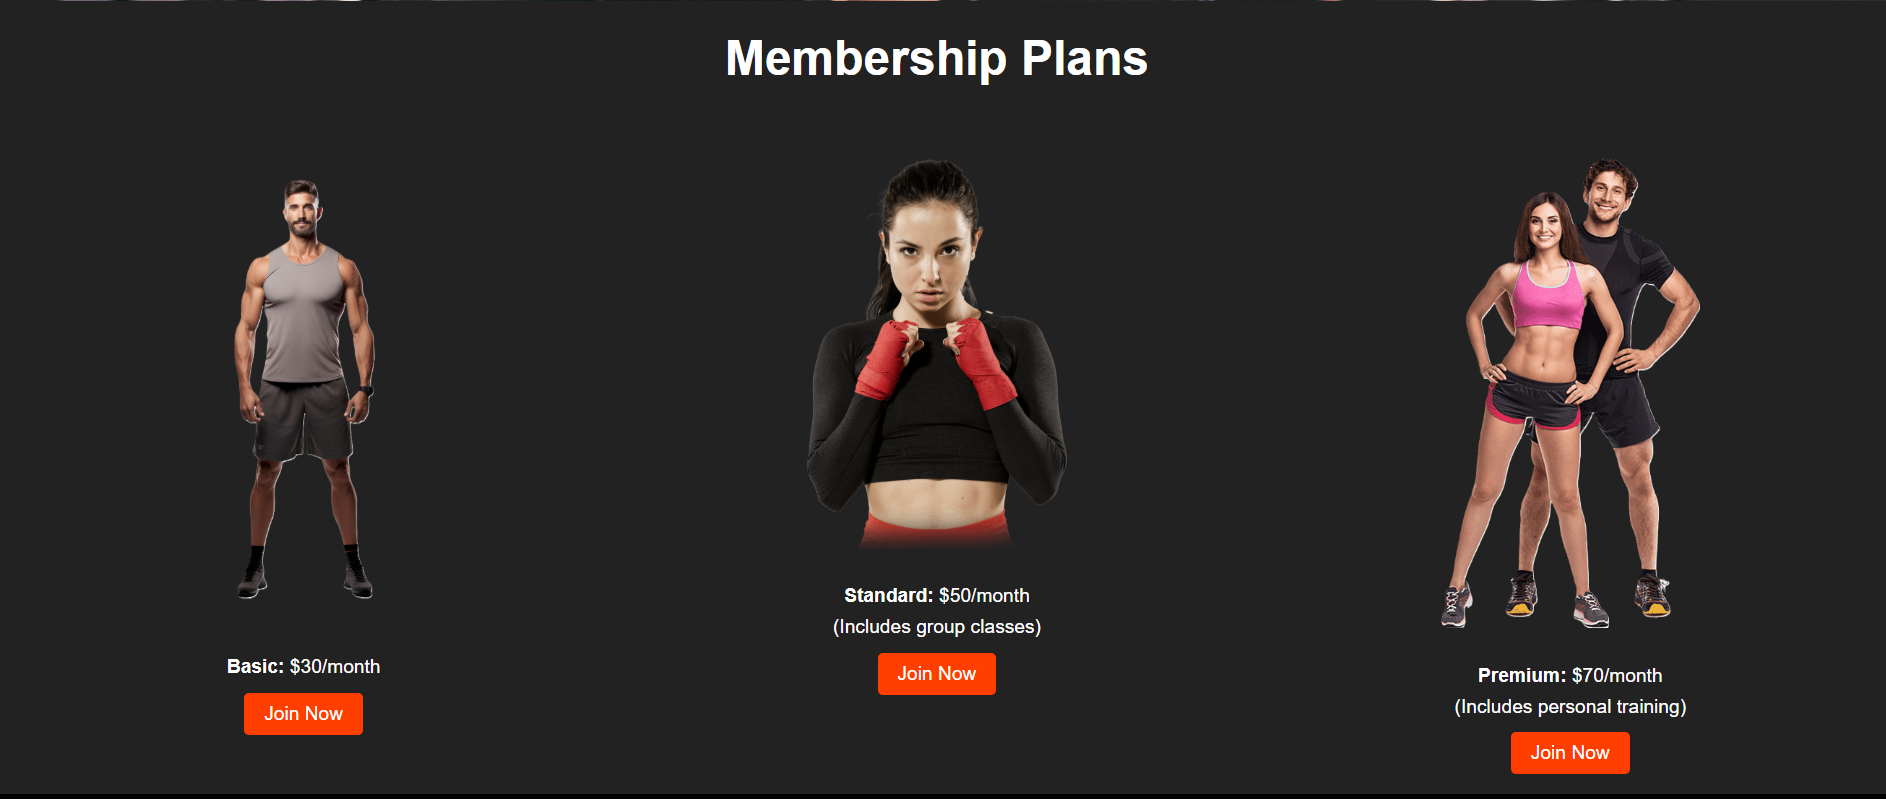 Membership Plans
Basic: $30/month
Join Now
Standard: $50/month
(Includes group classes)
Join Now
Premium: $70/month
(Includes personal training)
Join Now